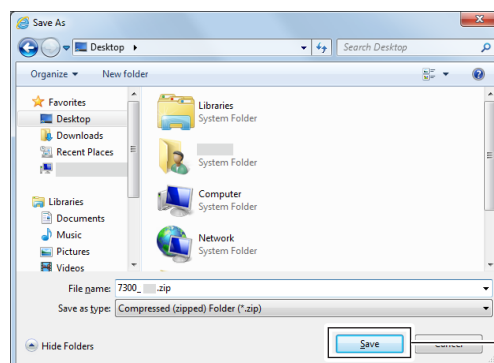 Save As
Desktop
Search Desktop
Organize
New folder
Favorites
Desktop
Downloads
Recent Places
Libraries
Documents
Music
Pictures
Videos
Libraries
System Folder
System Folder
Computer
System Folder
Network
System Folder
File name: 7300_ .zip
Save as type: Compressed (zipped) Folder (*.zip)
Hide Folders
Save